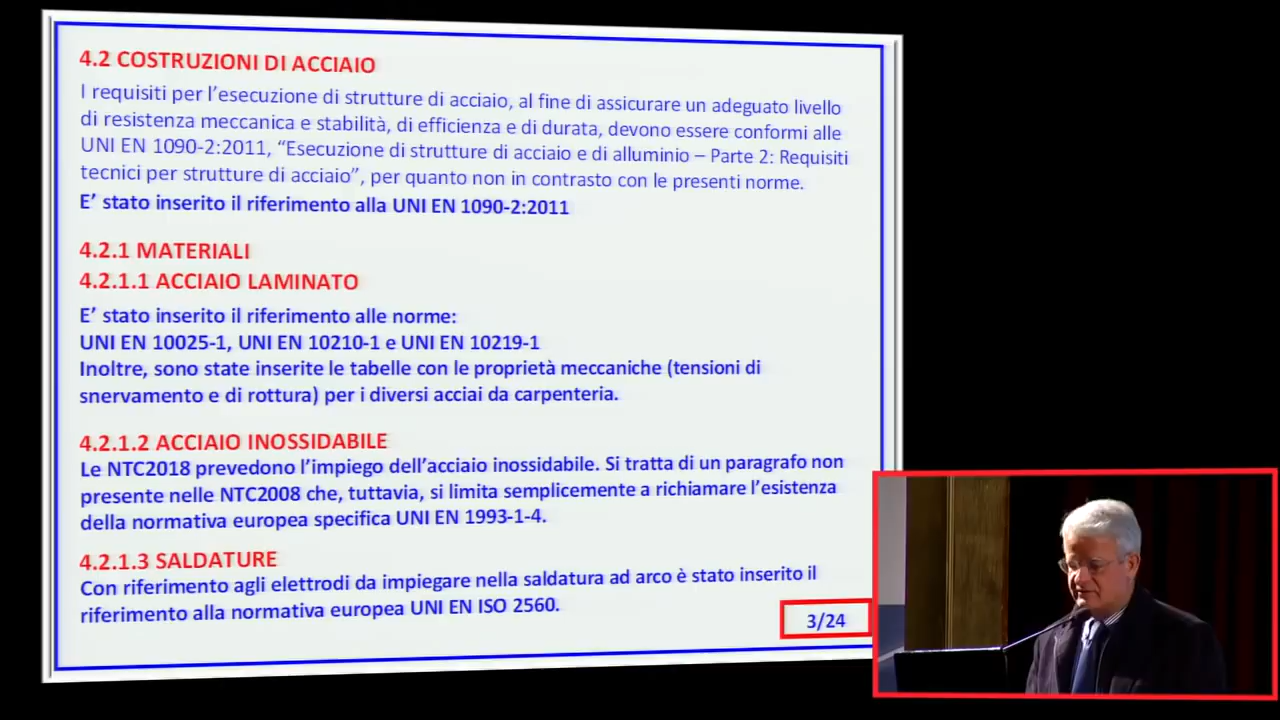 4.2 COSTRUZIONI DI ACCIAIO
I requisiti per l'esecuzione di strutture di acciaio, al fine di assicurare un adeguato livello
di resistenza meccanica e stabilità, di efficienza e di durata, devono essere conformi alle
UNI EN 1090-2:2011, "Esecuzione di strutture di acciaio e di alluminio – Parte 2: Requisiti
tecnici per strutture di acciaio", per quanto non in contrasto con le presenti norme.
E' stato inserito il riferimento alla UNI EN 1090-2:2011
4.2.1 MATERIALI
4.2.1.1 ACCIAIO LAMINATO
E' stato inserito il riferimento alle norme:
UNI EN 10025-1, UNI EN 10210-1 e UNI EN 10219-1
Inoltre, sono state inserite le tabelle con le proprietà meccaniche (tensioni di
snervamento e di rottura) per i diversi acciai da carpenteria.
4.2.1.2 ACCIAIO INOSSIDABILE
Le NTC2018 prevedono l'impiego dell'acciaio inossidabile. Si tratta di un paragrafo non
presente nelle NTC2008 che, tuttavia, si limita semplicemente a richiamare l'esistenza
della normativa europea specifica UNI EN 1993-1-4.
4.2.1.3 SALDATURE
Con riferimento agli elettrodi da impiegare nella saldatura ad arco è stato inserito il
riferimento alla normativa europea UNI EN ISO 2560.
3/24